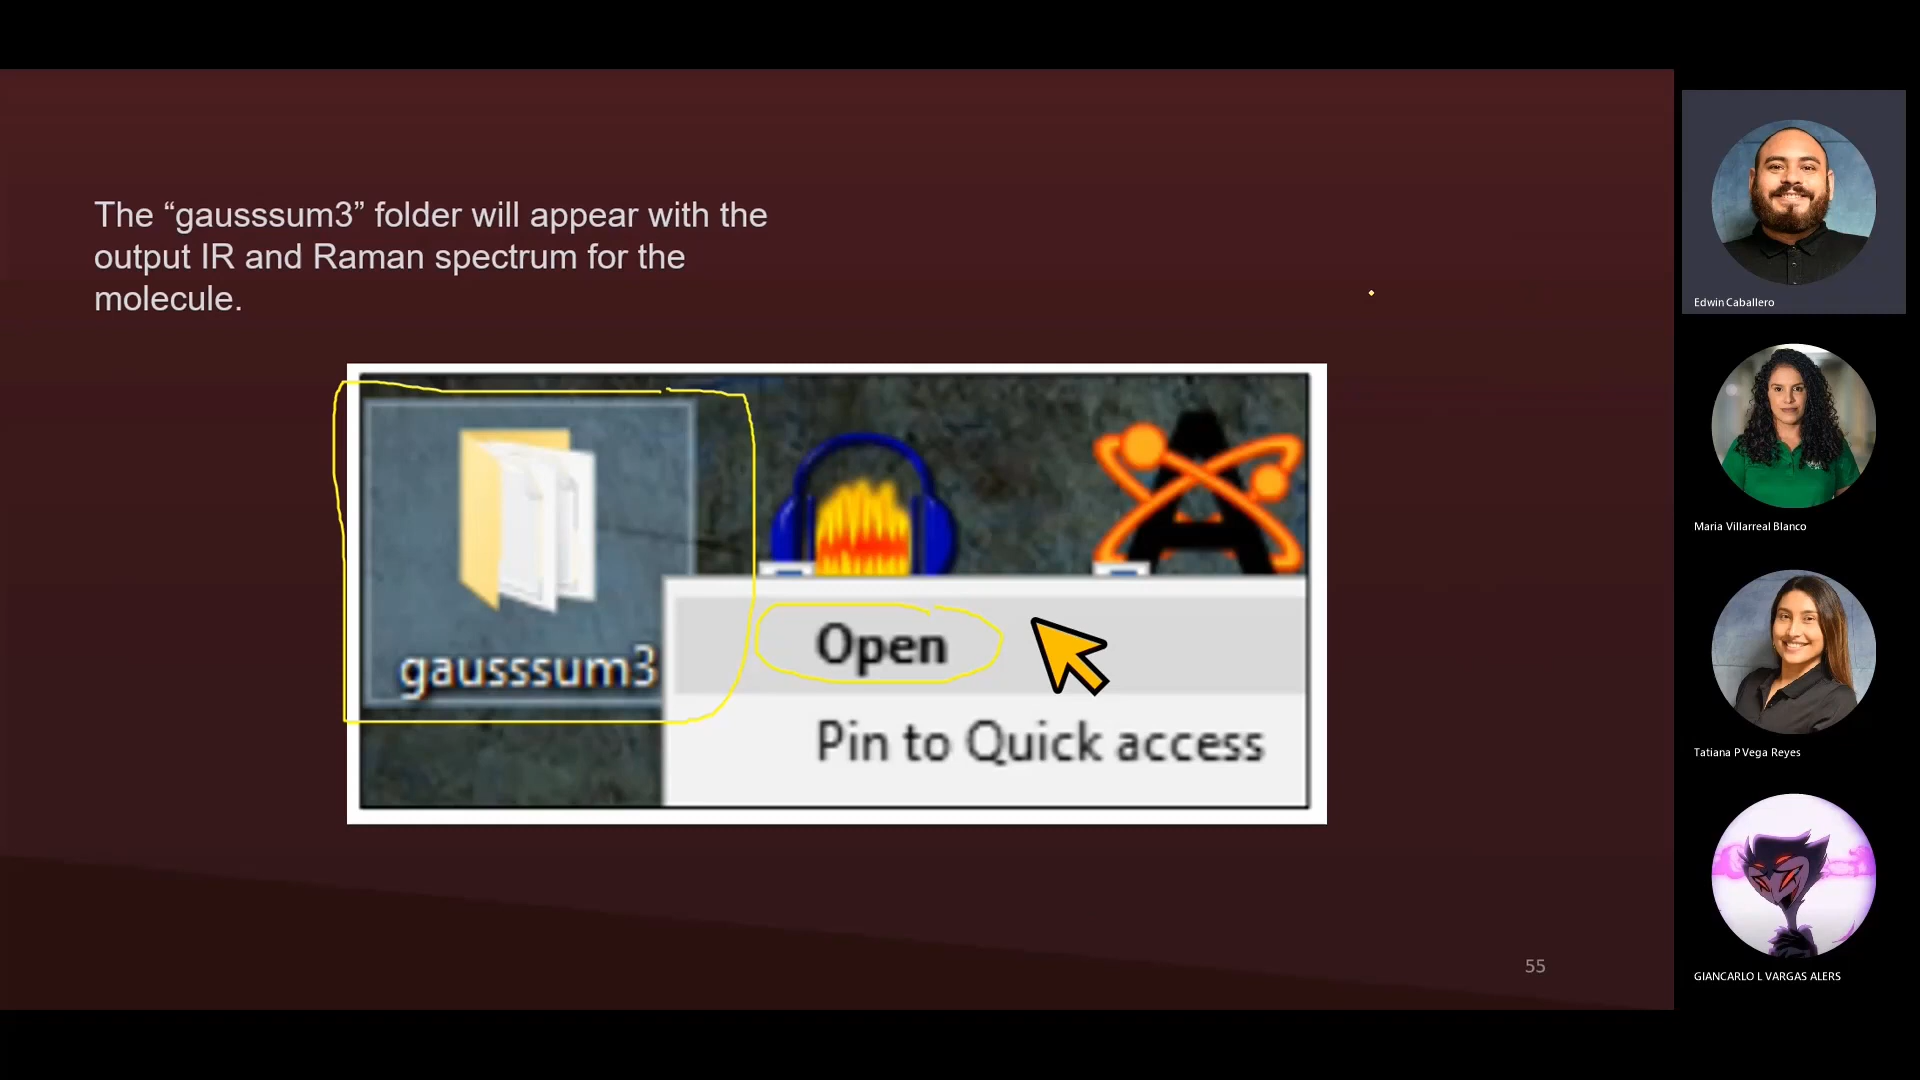 The “gausssum3” folder will appear with the
output IR and Raman spectrum for the
molecule.
gausssum3
Open
Pin to Quick access
55
Edwin Caballero
Maria Villarreal Blanco
Tatiana P Vega Reyes
GIANCARLO L VARGAS ALERS